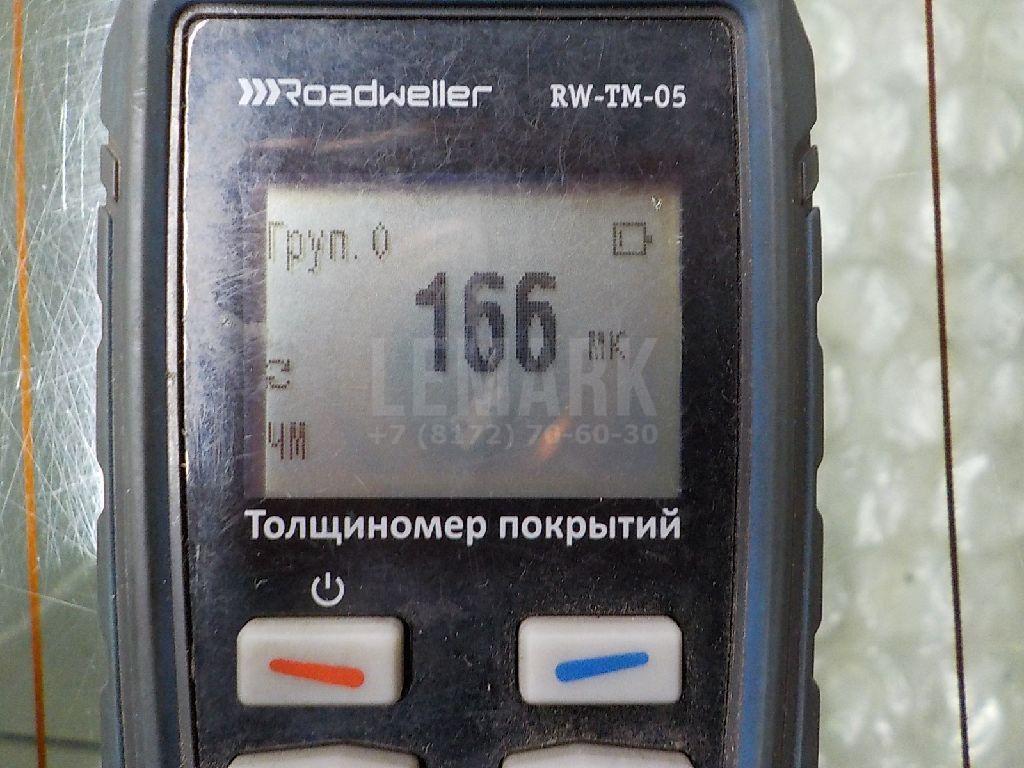 Roadweller RW-TM-05
Груп. 0
166 мк
ЧМ
LEMARK
+7 (8172) 70-60-30
Толщиномер покрытий